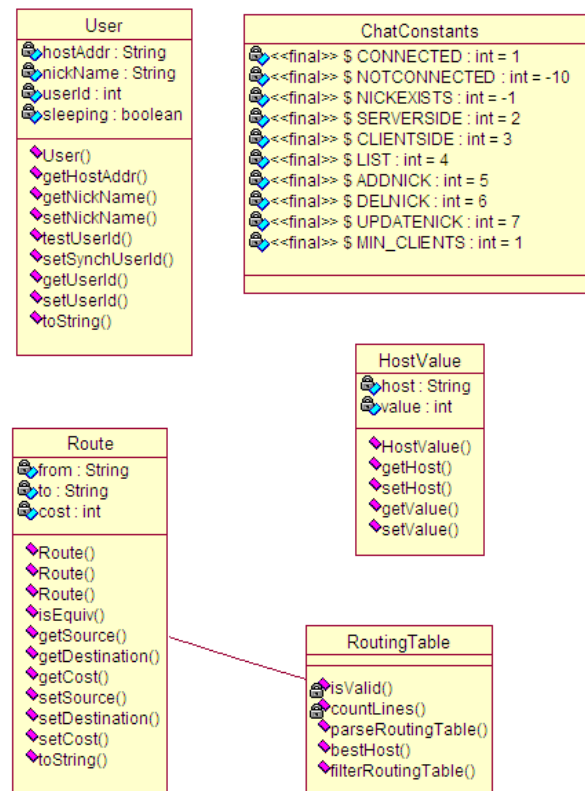 User
hostAddr : String
nickName : String
userId : int
sleeping : boolean
User()
getHostAddr()
getNickName()
setNickName()
testUserId()
setSynchUserId()
getUserId()
setUserId()
toString()
ChatConstants
<<final>> $ CONNECTED : int = 1
<<final>> $ NOTCONNECTED : int = -10
<<final>> $ NICKEXISTS : int = -1
<<final>> $ SERVERSIDE : int = 2
<<final>> $ CLIENTSIDE : int = 3
<<final>> $ LIST : int = 4
<<final>> $ ADDNICK : int = 5
<<final>> $ DELNICK : int = 6
<<final>> $ UPDATENICK : int = 7
<<final>> $ MIN_CLIENTS : int = 1
HostValue
host : String
value : int
HostValue()
getHost()
setHost()
getValue()
setValue()
Route
from : String
to : String
cost : int
Route()
Route()
Route()
isEquiv()
getSource()
getDestination()
getCost()
setSource()
setDestination()
setCost()
toString()
RoutingTable
isValid()
countLines()
parseRoutingTable()
bestHost()
filterRoutingTable()